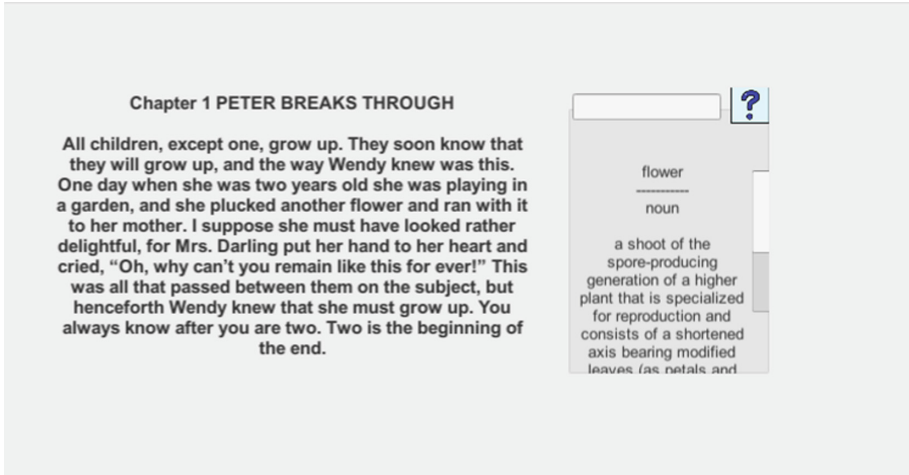 Chapter 1 PETER BREAKS THROUGH
All children, except one, grow up. They soon know that
they will grow up, and the way Wendy knew was this.
One day when she was two years old she was playing in
a garden, and she plucked another flower and ran with it
to her mother. I suppose she must have looked rather
delightful, for Mrs. Darling put her hand to her heart and
cried, “Oh, why can’t you remain like this for ever!” This
was all that passed between them on the subject, but
henceforth Wendy knew that she must grow up. You
always know after you are two. Two is the beginning of
the end.
?
flower
-----------
noun
a shoot of the
spore-producing
generation of a higher
plant that is specialized
for reproduction and
consists of a shortened
axis bearing modified
leaves (as petals and